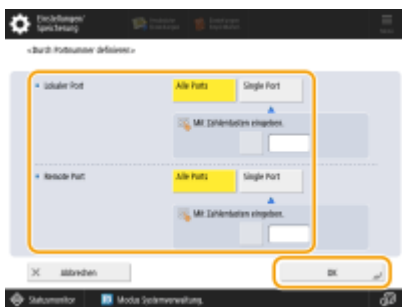 Einstellungen/
Speicherung
<Durch Portnummer definieren>
Lokaler Port
Alle Ports
Single Port
Mit Zahlentasten eingeben.
Remote Port
Alle Ports
Single Port
Mit Zahlentasten eingeben.
Abbrechen
OK
Statusmonitor
Modus Systemverwaltung.